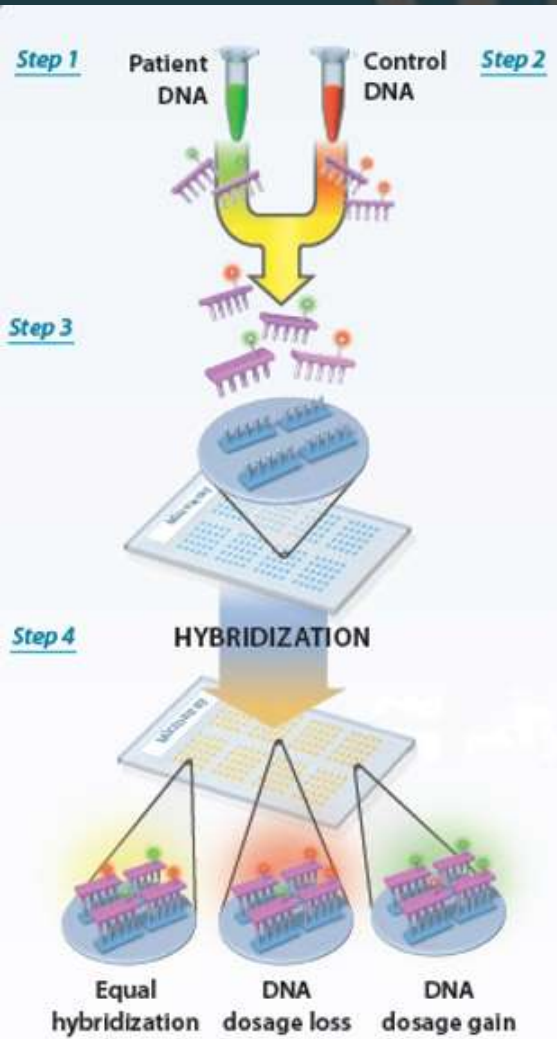 Step 1
Patient
DNA
Control
DNA
Step 2
Step 3
Step 4
HYBRIDIZATION
Equal
hybridization
DNA
dosage loss
DNA
dosage gain